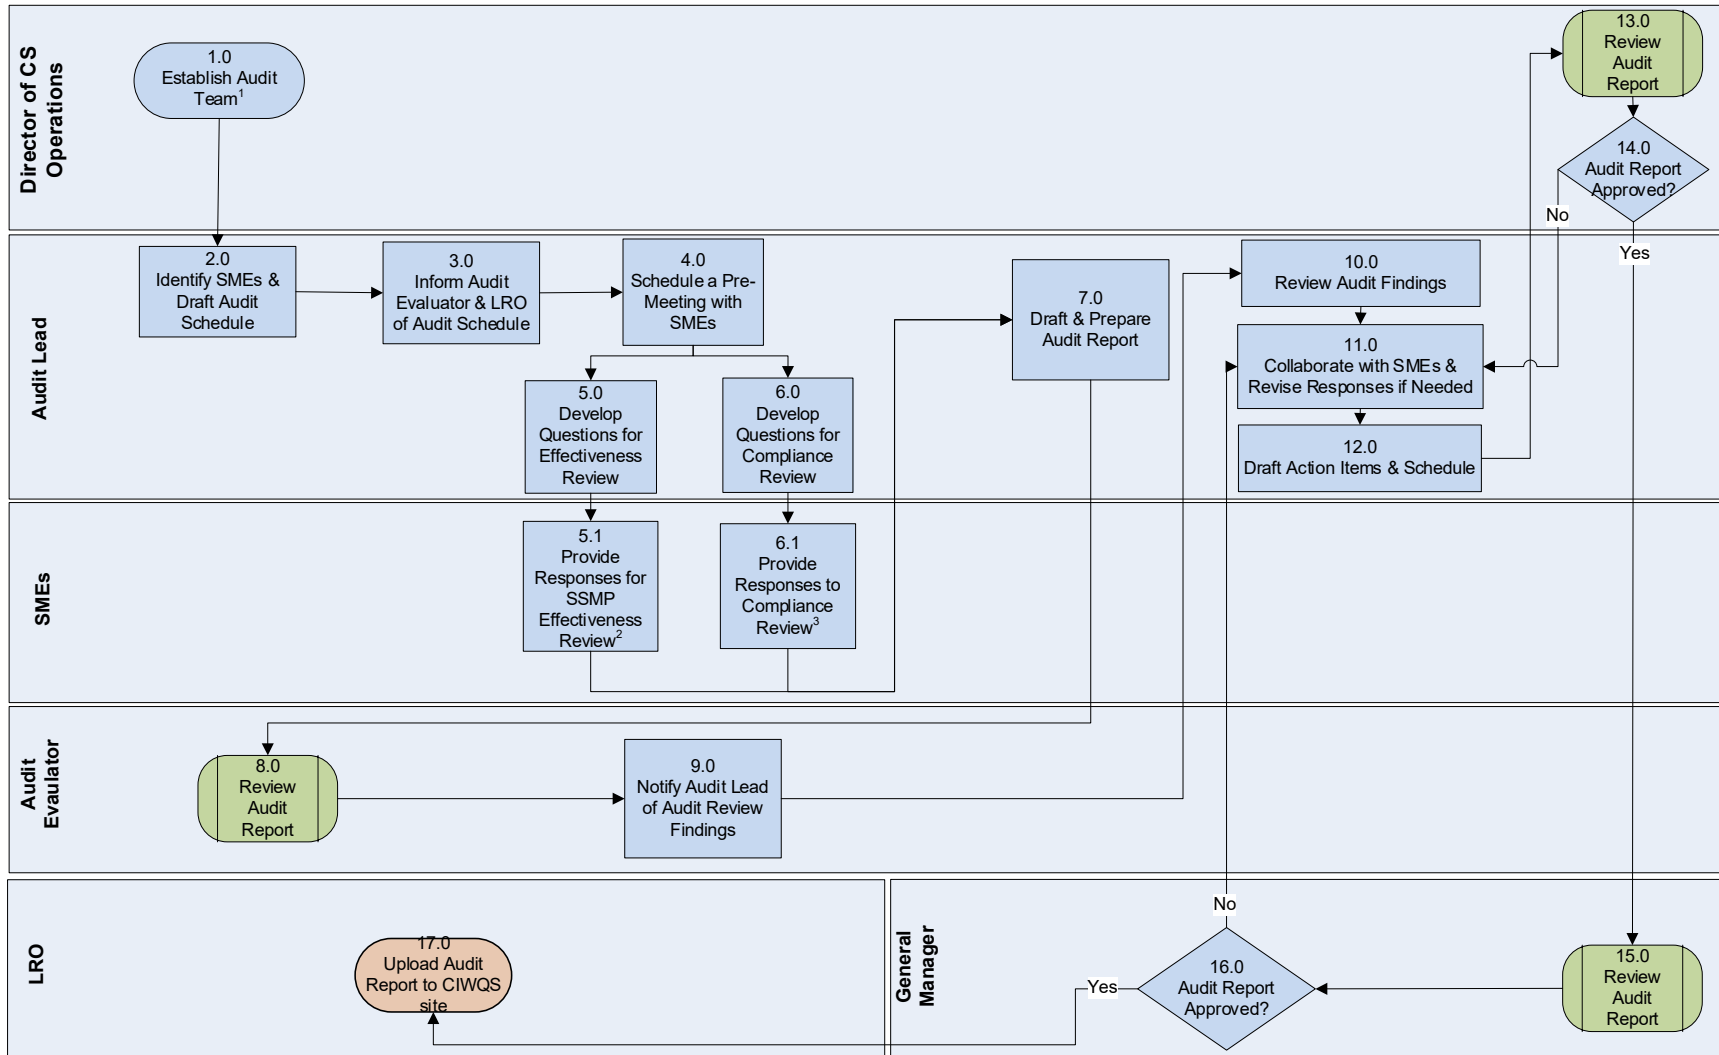 Director of CS
Operations
1.0
Establish Audit
Team¹
13.0
Review
Audit
Report
14.0
Audit Report
Approved?
No
Yes
Audit Lead
2.0
Identify SMEs &
Draft Audit
Schedule
3.0
Inform Audit
Evaluator & LRO
of Audit Schedule
4.0
Schedule a Pre-
Meeting with
SMEs
5.0
Develop
Questions for
Effectiveness
Review
6.0
Develop
Questions for
Compliance
Review
7.0
Draft & Prepare
Audit Report
10.0
Review Audit Findings
11.0
Collaborate with SMEs &
Revise Responses if Needed
12.0
Draft Action Items & Schedule
SMEs
5.1
Provide
Responses for
SSMP
Effectiveness
Review²
6.1
Provide
Responses to
Compliance
Review³
Audit
Evaulator
8.0
Review
Audit
Report
9.0
Notify Audit Lead
of Audit Review
Findings
LRO
17.0
Upload Audit
Report to CIWQS
site
General
Manager
No
Yes
16.0
Audit Report
Approved?
15.0
Review
Audit
Report